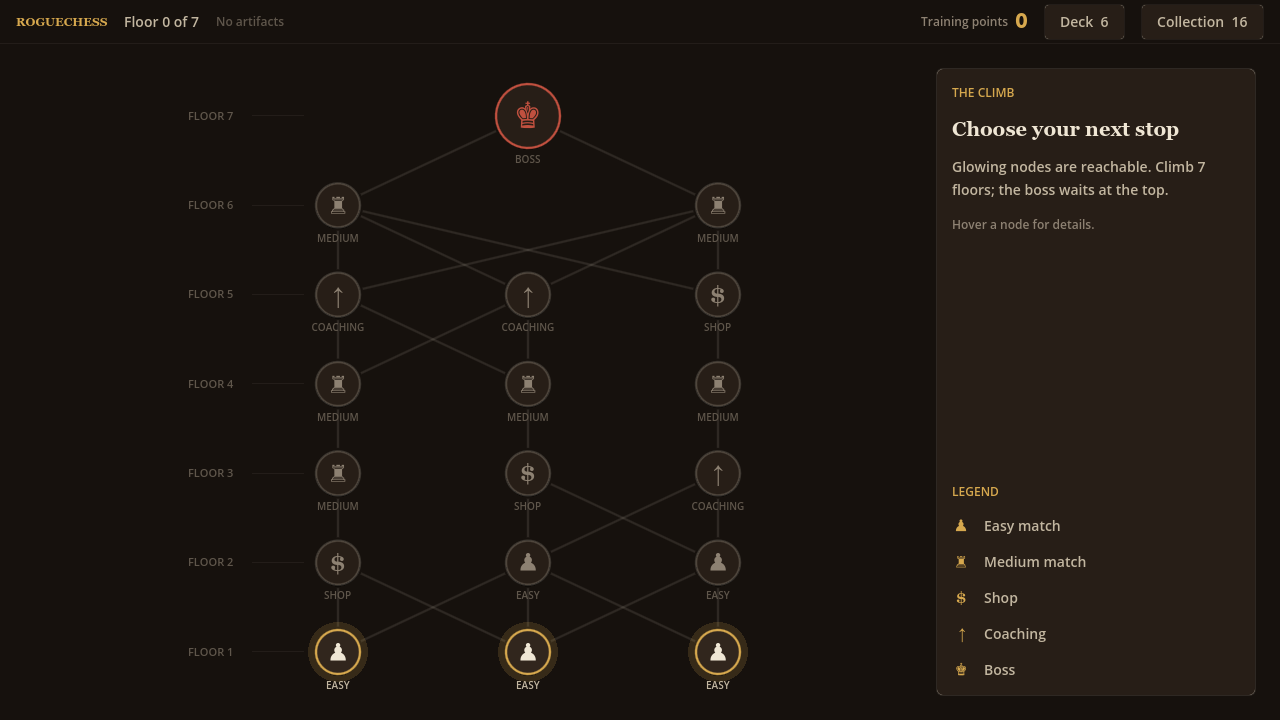 ROGUECHESS Floor 0 of 7 No artifacts Training points 0 Deck 6 Collection 16
FLOOR 7
BOSS
FLOOR 6
MEDIUM MEDIUM
FLOOR 5
COACHING COACHING $ SHOP
FLOOR 4
MEDIUM MEDIUM MEDIUM
FLOOR 3
MEDIUM $ SHOP COACHING
FLOOR 2
$ SHOP EASY EASY
FLOOR 1
EASY EASY EASY
THE CLIMB
Choose your next stop
Glowing nodes are reachable. Climb 7
floors; the boss waits at the top.
Hover a node for details.
LEGEND
Easy match
Medium match
$ Shop
↑ Coaching
Boss